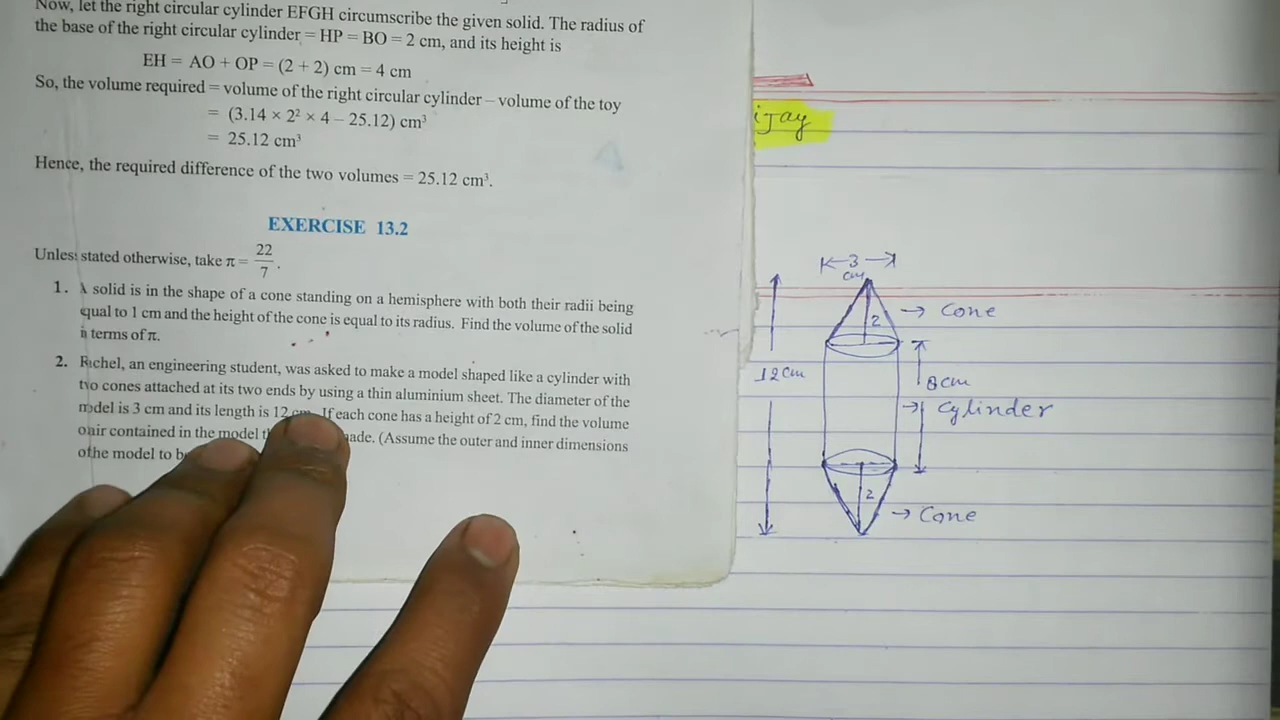 Now, let the right circular cylinder EFGH circumscribe the given solid. The radius of
the base of the right circular cylinder = HP = BO = 2 cm, and its height is
EH = AO + OP = (2 + 2) cm = 4 cm
So, the volume required = volume of the right circular cylinder – volume of the toy
= (3.14 × 2² × 4 – 25.12) cm³
= 25.12 cm³
Hence, the required difference of the two volumes = 25.12 cm³.
EXERCISE 13.2
Unless stated otherwise, take π = 22/7.
1. A solid is in the shape of a cone standing on a hemisphere with both their radii being
equal to 1 cm and the height of the cone is equal to its radius. Find the volume of the solid
in terms of π.
2. Rachel, an engineering student, was asked to make a model shaped like a cylinder with
two cones attached at its two ends by using a thin aluminium sheet. The diameter of the
model is 3 cm and its length is 12 cm. If each cone has a height of 2 cm, find the volume
of air contained in the model made. (Assume the outer and inner dimensions
of the model to
ijay
3
cm
2
Cone
12 cm
8 cm
Cylinder
2
Cone